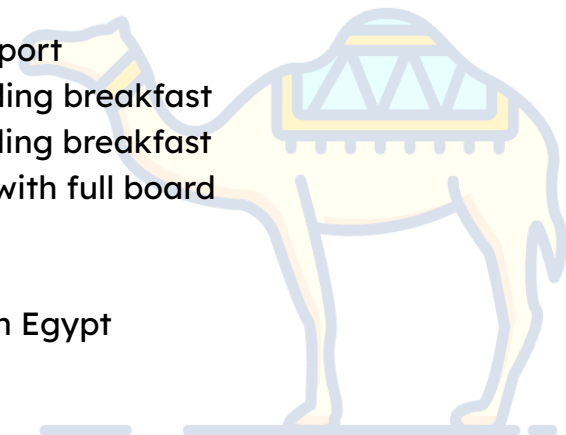 port
ling breakfast
ling breakfast
with full board
n Egypt